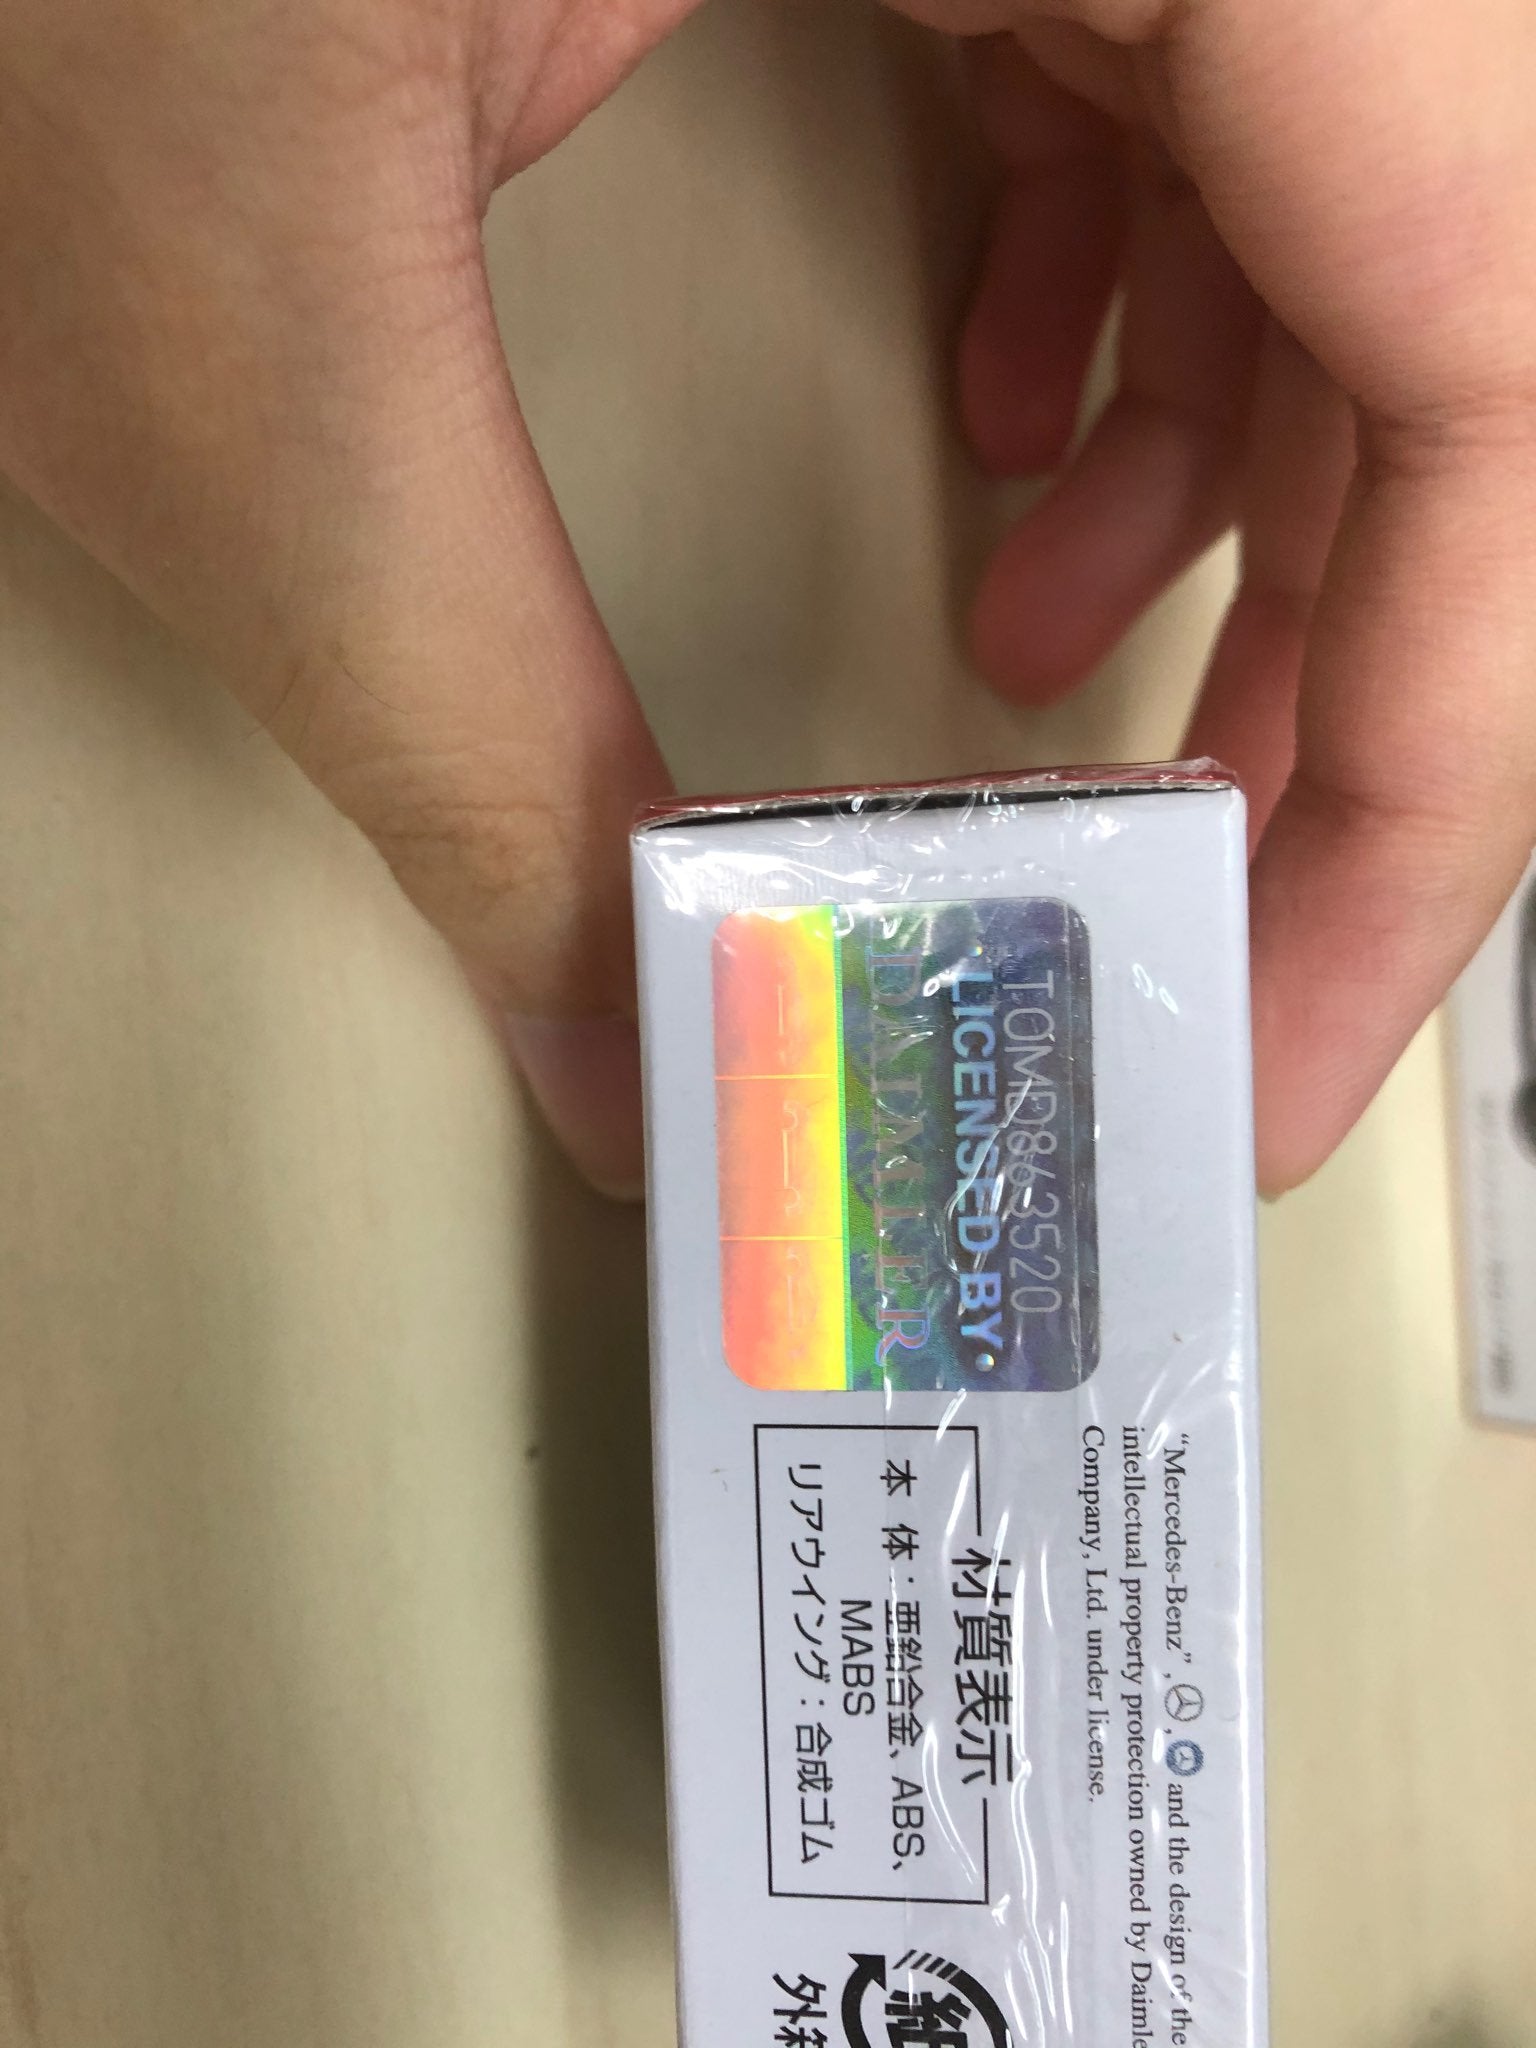 TOMD863520
LICENSED BY
DAIMLER
“Mercedes-Benz”, , and the design of the
intellectual property protection owned by
Company, Ltd. under license.
材質表示
本 体：亜鉛合金、ABS、
MABS
リアウイング：合成ゴム
紙